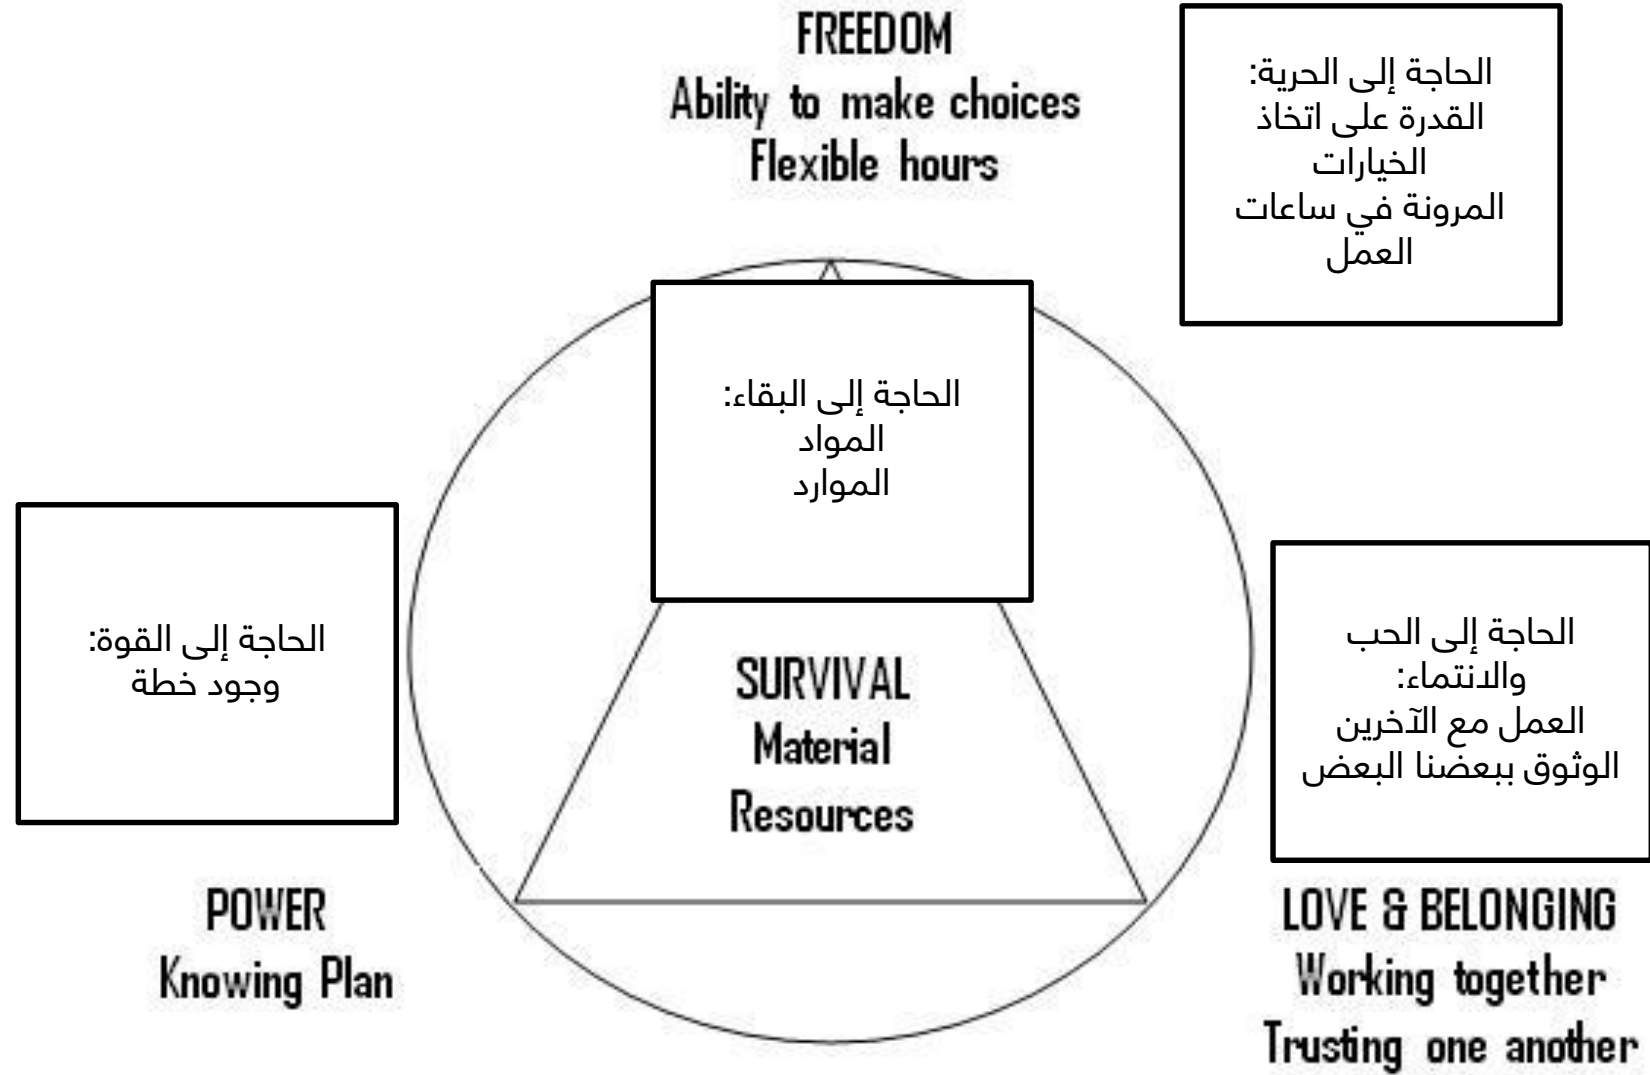 FREEDOM
Ability to make choices
Flexible hours
الحاجة إلى الحرية:
القدرة على اتخاذ
الخيارات
المرونة في ساعات
العمل
الحاجة إلى البقاء:
المواد
الموارد
الحاجة إلى القوة:
وجود خطة
الحاجة إلى الحب
والانتماء:
العمل مع الآخرين
الوثوق ببعضنا البعض
SURVIVAL
Material
Resources
POWER
Knowing Plan
LOVE & BELONGING
Working together
Trusting one another